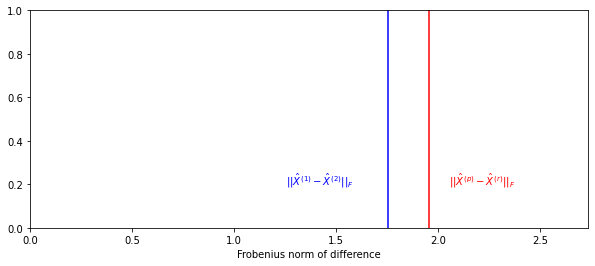 1.0
0.8
0.6
0.4
0.2
0.0
||X̂⁽¹⁾ − X̂⁽²⁾||_F
||X̂⁽ᵖ⁾ − X̂⁽ʳ⁾||_F
0.0 0.5 1.0 1.5 2.0 2.5
Frobenius norm of difference